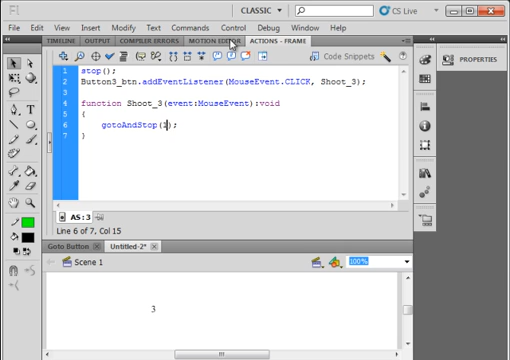 Fl CLASSIC CS Live
File Edit View Insert Modify Text Commands Control Debug Window Help
TIMELINE OUTPUT COMPILER ERRORS MOTION EDITOR ACTIONS - FRAME
PROPERTIES
Code Snippets
1 stop();
2 Button3_btn.addEventListener(MouseEvent.CLICK, Shoot_3);
3
4 function Shoot_3(event:MouseEvent):void
5 {
6 gotoAndStop(1);
7 }
AS:3
Line 6 of 7, Col 15
Goto Button Untitled-2*
Scene 1 100%
3